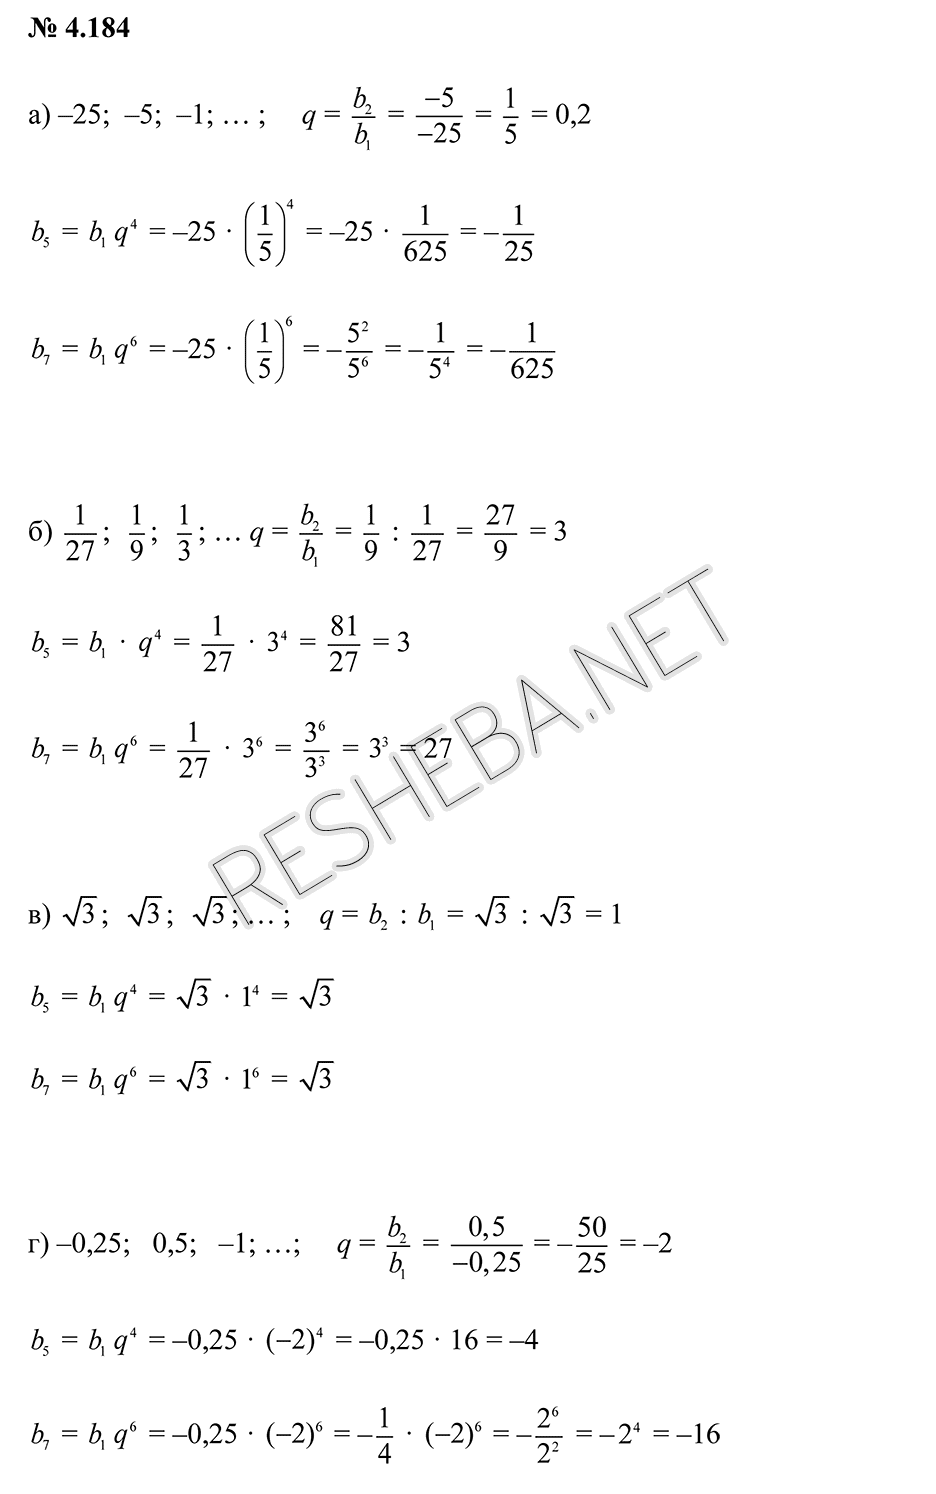 № 4.184
а) –25; –5; –1; … ; q = b₂/b₁ = –5/–25 = 1/5 = 0,2
b₅ = b₁ q⁴ = –25 · (1/5)⁴ = –25 · 1/625 = –1/25
b₇ = b₁ q⁶ = –25 · (1/5)⁶ = –5²/5⁶ = –1/5⁴ = –1/625
б) 1/27; 1/9; 1/3; … q = b₂/b₁ = 1/9 : 1/27 = 27/9 = 3
b₅ = b₁ · q⁴ = 1/27 · 3⁴ = 81/27 = 3
b₇ = b₁ q⁶ = 1/27 · 3⁶ = 3⁶/3³ = 3³ = 27
RESHEBA.NET
в) √3; √3; √3; …; q = b₂ : b₁ = √3 : √3 = 1
b₅ = b₁ q⁴ = √3 · 1⁴ = √3
b₇ = b₁ q⁶ = √3 · 1⁶ = √3
г) –0,25; 0,5; –1; …; q = b₂/b₁ = 0,5/–0,25 = –50/25 = –2
b₅ = b₁ q⁴ = –0,25 · (–2)⁴ = –0,25 · 16 = –4
b₇ = b₁ q⁶ = –0,25 · (–2)⁶ = –1/4 · (–2)⁶ = –2⁶/2² = –2⁴ = –16